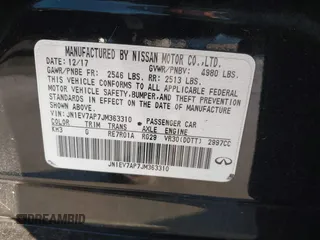 MANUFACTURED BY NISSAN MOTOR CO.,LTD.
DATE: 12/17 GVWR/PNBV: 4980 LBS.
GAWR/PNBE FR: 2546 LBS. RR: 2513 LBS.
THIS VEHICLE CONFORMS TO ALL APPLICABLE FEDERAL
MOTOR VEHICLE SAFETY,BUMPER,AND THEFT PREVENTION
STANDARDS IN EFFECT ON THE DATE OF MANUFACTURE
SHOWN ABOVE.
VIN:JN1EV7AP7JM363310 PASSENGER CAR
COLOR TRIM TRANS AXLE ENGINE
KH3 G RE7R01A RG29 VR30(DDTT) 2997CC
JN1EV7AP7JM363310